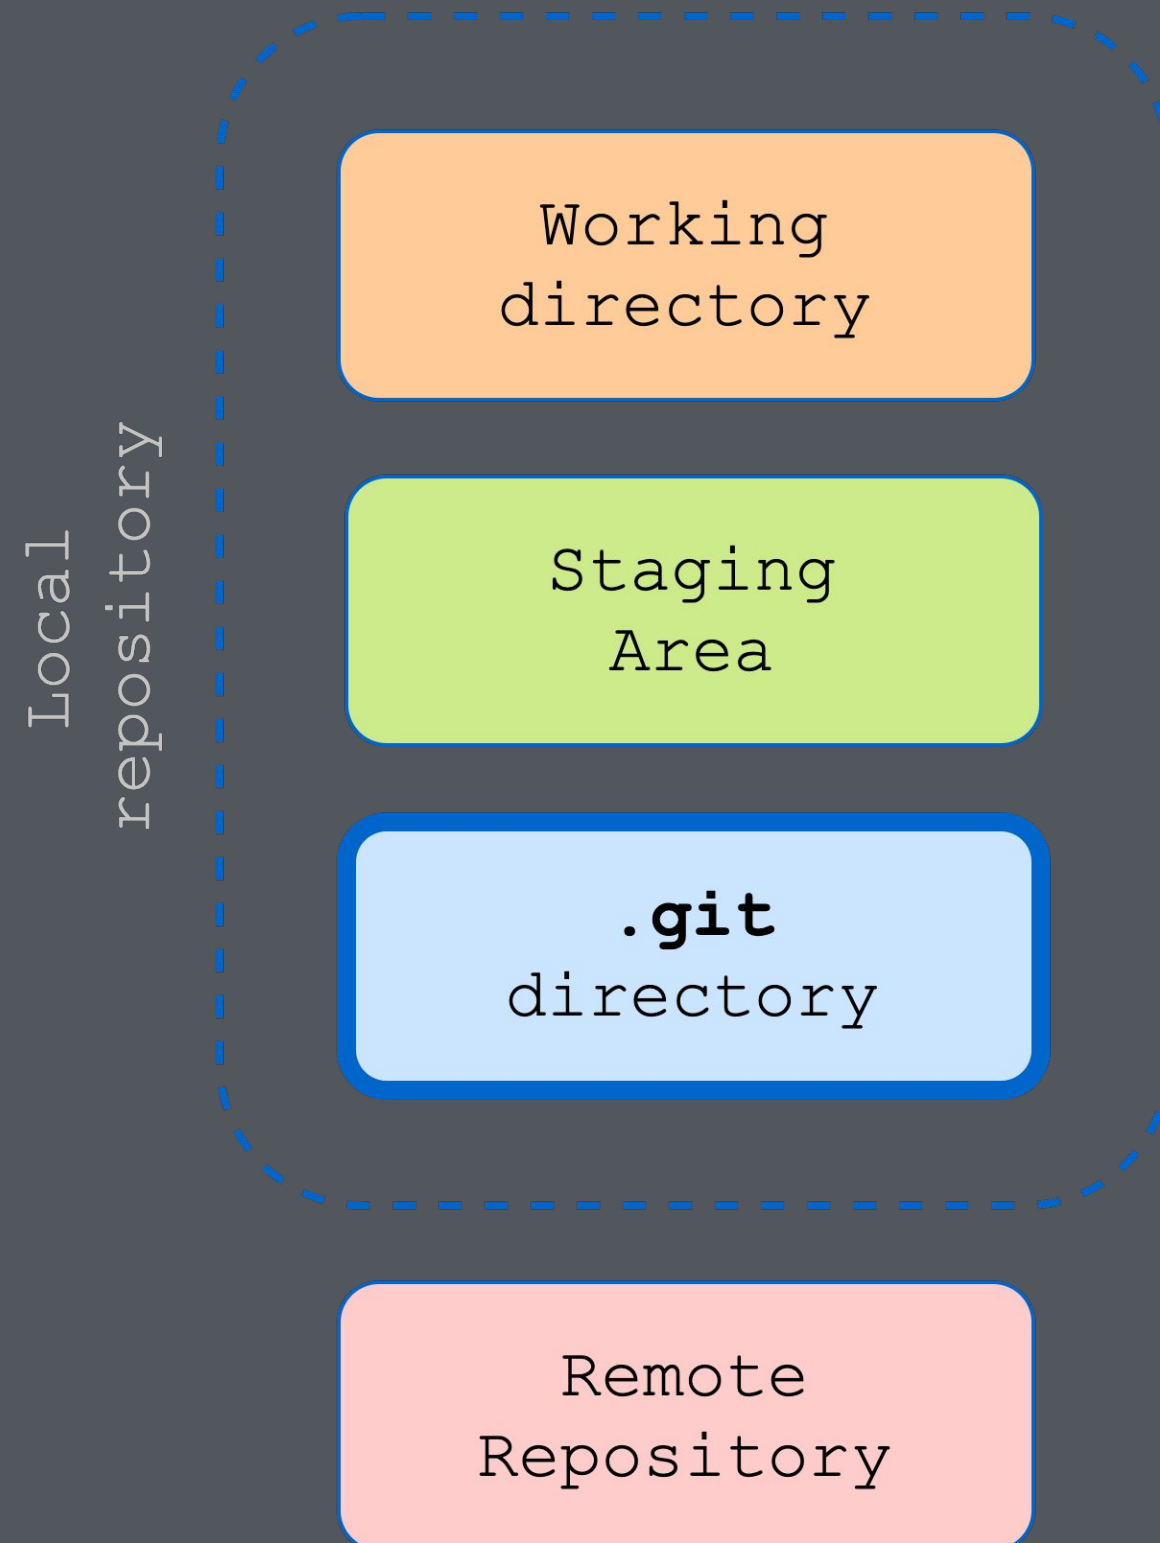 Local
repository
Working
directory
Staging
Area
.git
directory
Remote
Repository